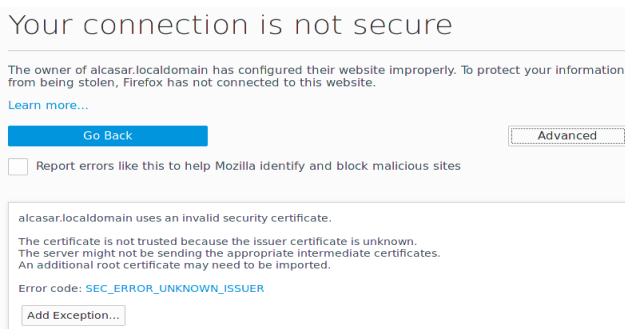 Your connection is not secure
The owner of alcasar.localdomain has configured their website improperly. To protect your information
from being stolen, Firefox has not connected to this website.
Learn more...
Go Back
Advanced
Report errors like this to help Mozilla identify and block malicious sites
alcasar.localdomain uses an invalid security certificate.
The certificate is not trusted because the issuer certificate is unknown.
The server might not be sending the appropriate intermediate certificates.
An additional root certificate may need to be imported.
Error code: SEC_ERROR_UNKNOWN_ISSUER
Add Exception...